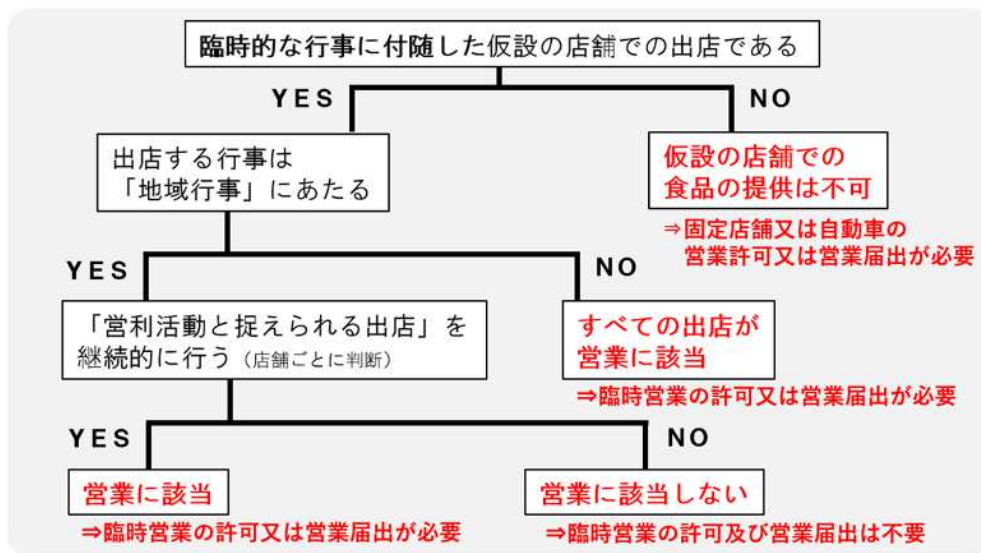 臨時的な行事に付随した仮設の店舗での出店である
YES
NO
出店する行事は
「地域行事」にあたる
仮設の店舗での
食品の提供は不可
⇒固定店舗又は自動車の
営業許可又は営業届出が必要
YES
NO
「営利活動と捉えられる出店」を
継続的に行う（店舗ごとに判断）
すべての出店が
営業に該当
⇒臨時営業の許可又は営業届出が必要
YES
NO
営業に該当
⇒臨時営業の許可又は営業届出が必要
営業に該当しない
⇒臨時営業の許可及び営業届出は不要